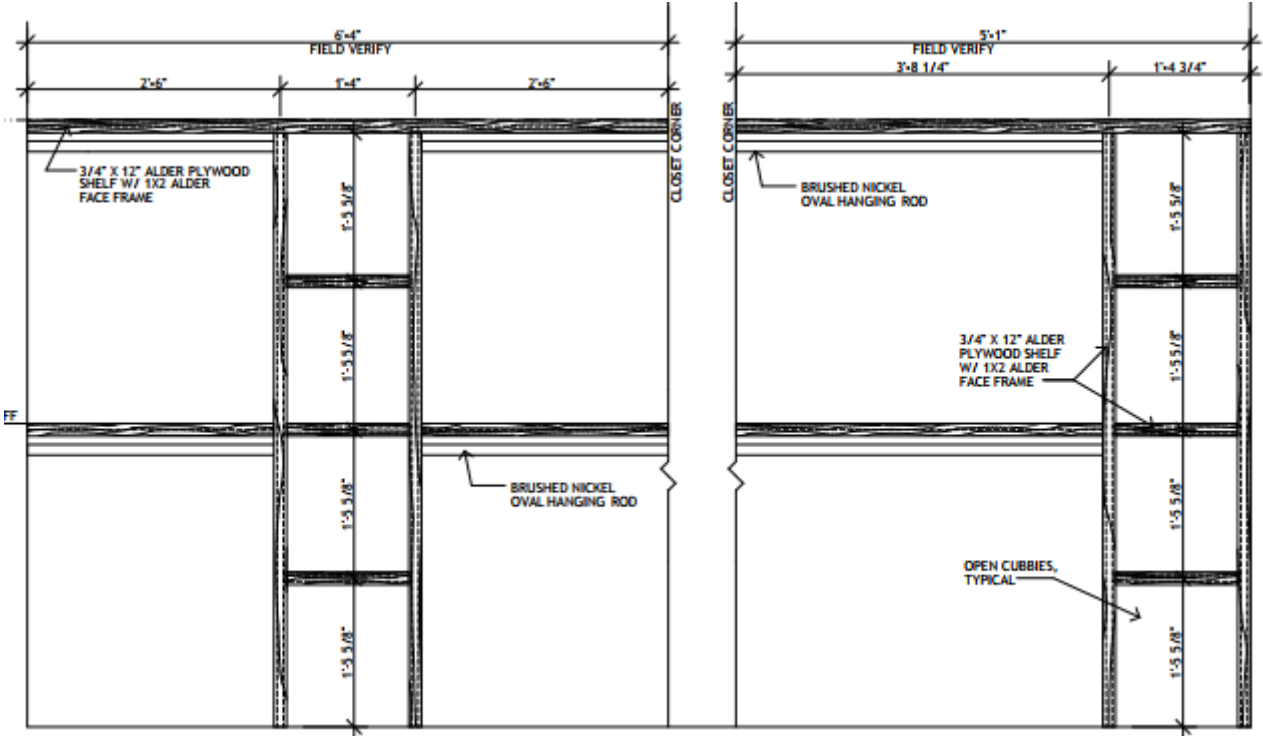 6'-4"
FIELD VERIFY
5'-1"
FIELD VERIFY
2'-6"
1'-4"
2'-6"
3'-8 1/4"
1'-4 3/4"
CLOSET CORNER
CLOSET CORNER
3/4" X 12" ALDER PLYWOOD
SHELF W/ 1X2 ALDER
FACE FRAME
1'-5 5/8"
BRUSHED NICKEL
OVAL HANGING ROD
1'-5 5/8"
1'-5 5/8"
3/4" X 12" ALDER
PLYWOOD SHELF
W/ 1X2 ALDER
FACE FRAME
1'-5 5/8"
FF
BRUSHED NICKEL
OVAL HANGING ROD
1'-5 5/8"
1'-5 5/8"
OPEN CUBBIES,
TYPICAL
1'-5 5/8"
1'-5 5/8"